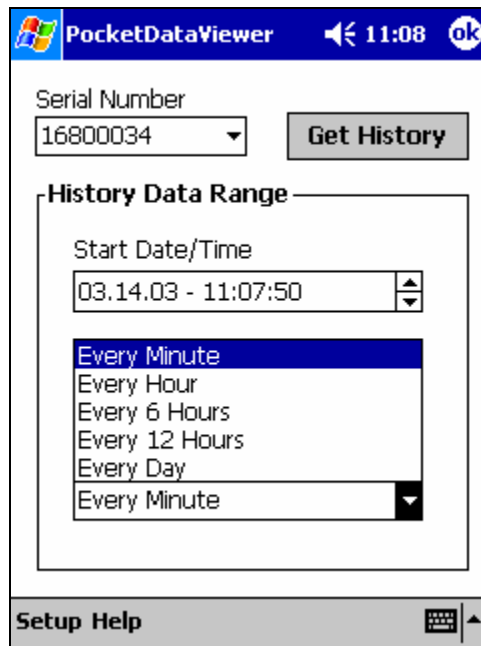 PocketDataViewer 11:08 ok
Serial Number
16800034
Get History
History Data Range
Start Date/Time
03.14.03 - 11:07:50
Every Minute
Every Hour
Every 6 Hours
Every 12 Hours
Every Day
Every Minute
Setup Help